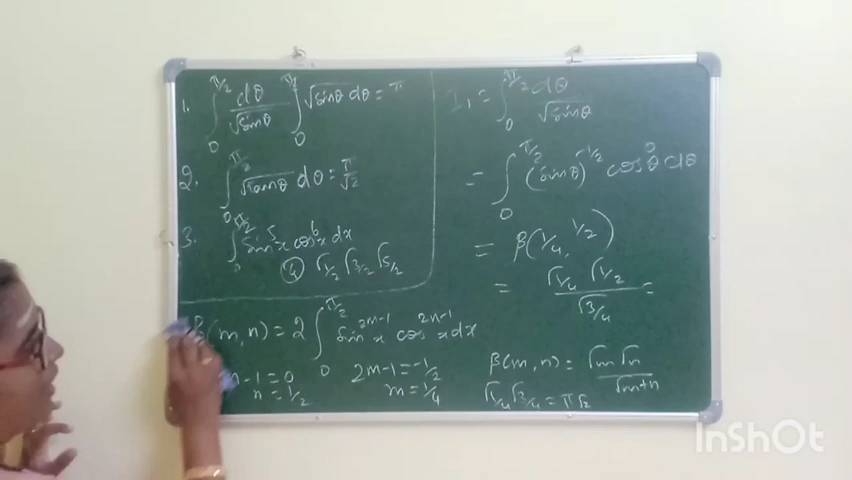 1. ∫₀^{π/2} dθ/√sinθ ∫₀^{π/2} √sinθ dθ = π
2. ∫₀^{π/2} √tanθ dθ = π/√2
3. ∫₀^{π/2} sin⁵x cos⁶x dx
④ Γ1/2 Γ3/2 Γ5/2
(m, n) = 2 ∫₀^{π/2} sin^{2m-1}x cos^{2n-1}x dx
n-1 = 0
n = 1/2
2m-1 = -1/2
m = 1/4
I₁ = ∫₀^{π/2} dθ/√sinθ
= ∫₀^{π/2} (sinθ)^{-1/2} cos⁰θ dθ
= β(1/4, 1/2)
= Γ1/4 Γ1/2 / Γ3/4 =
β(m, n) = Γm Γn / Γm+n
Γ1/4 Γ3/4 = π√2
InShOt